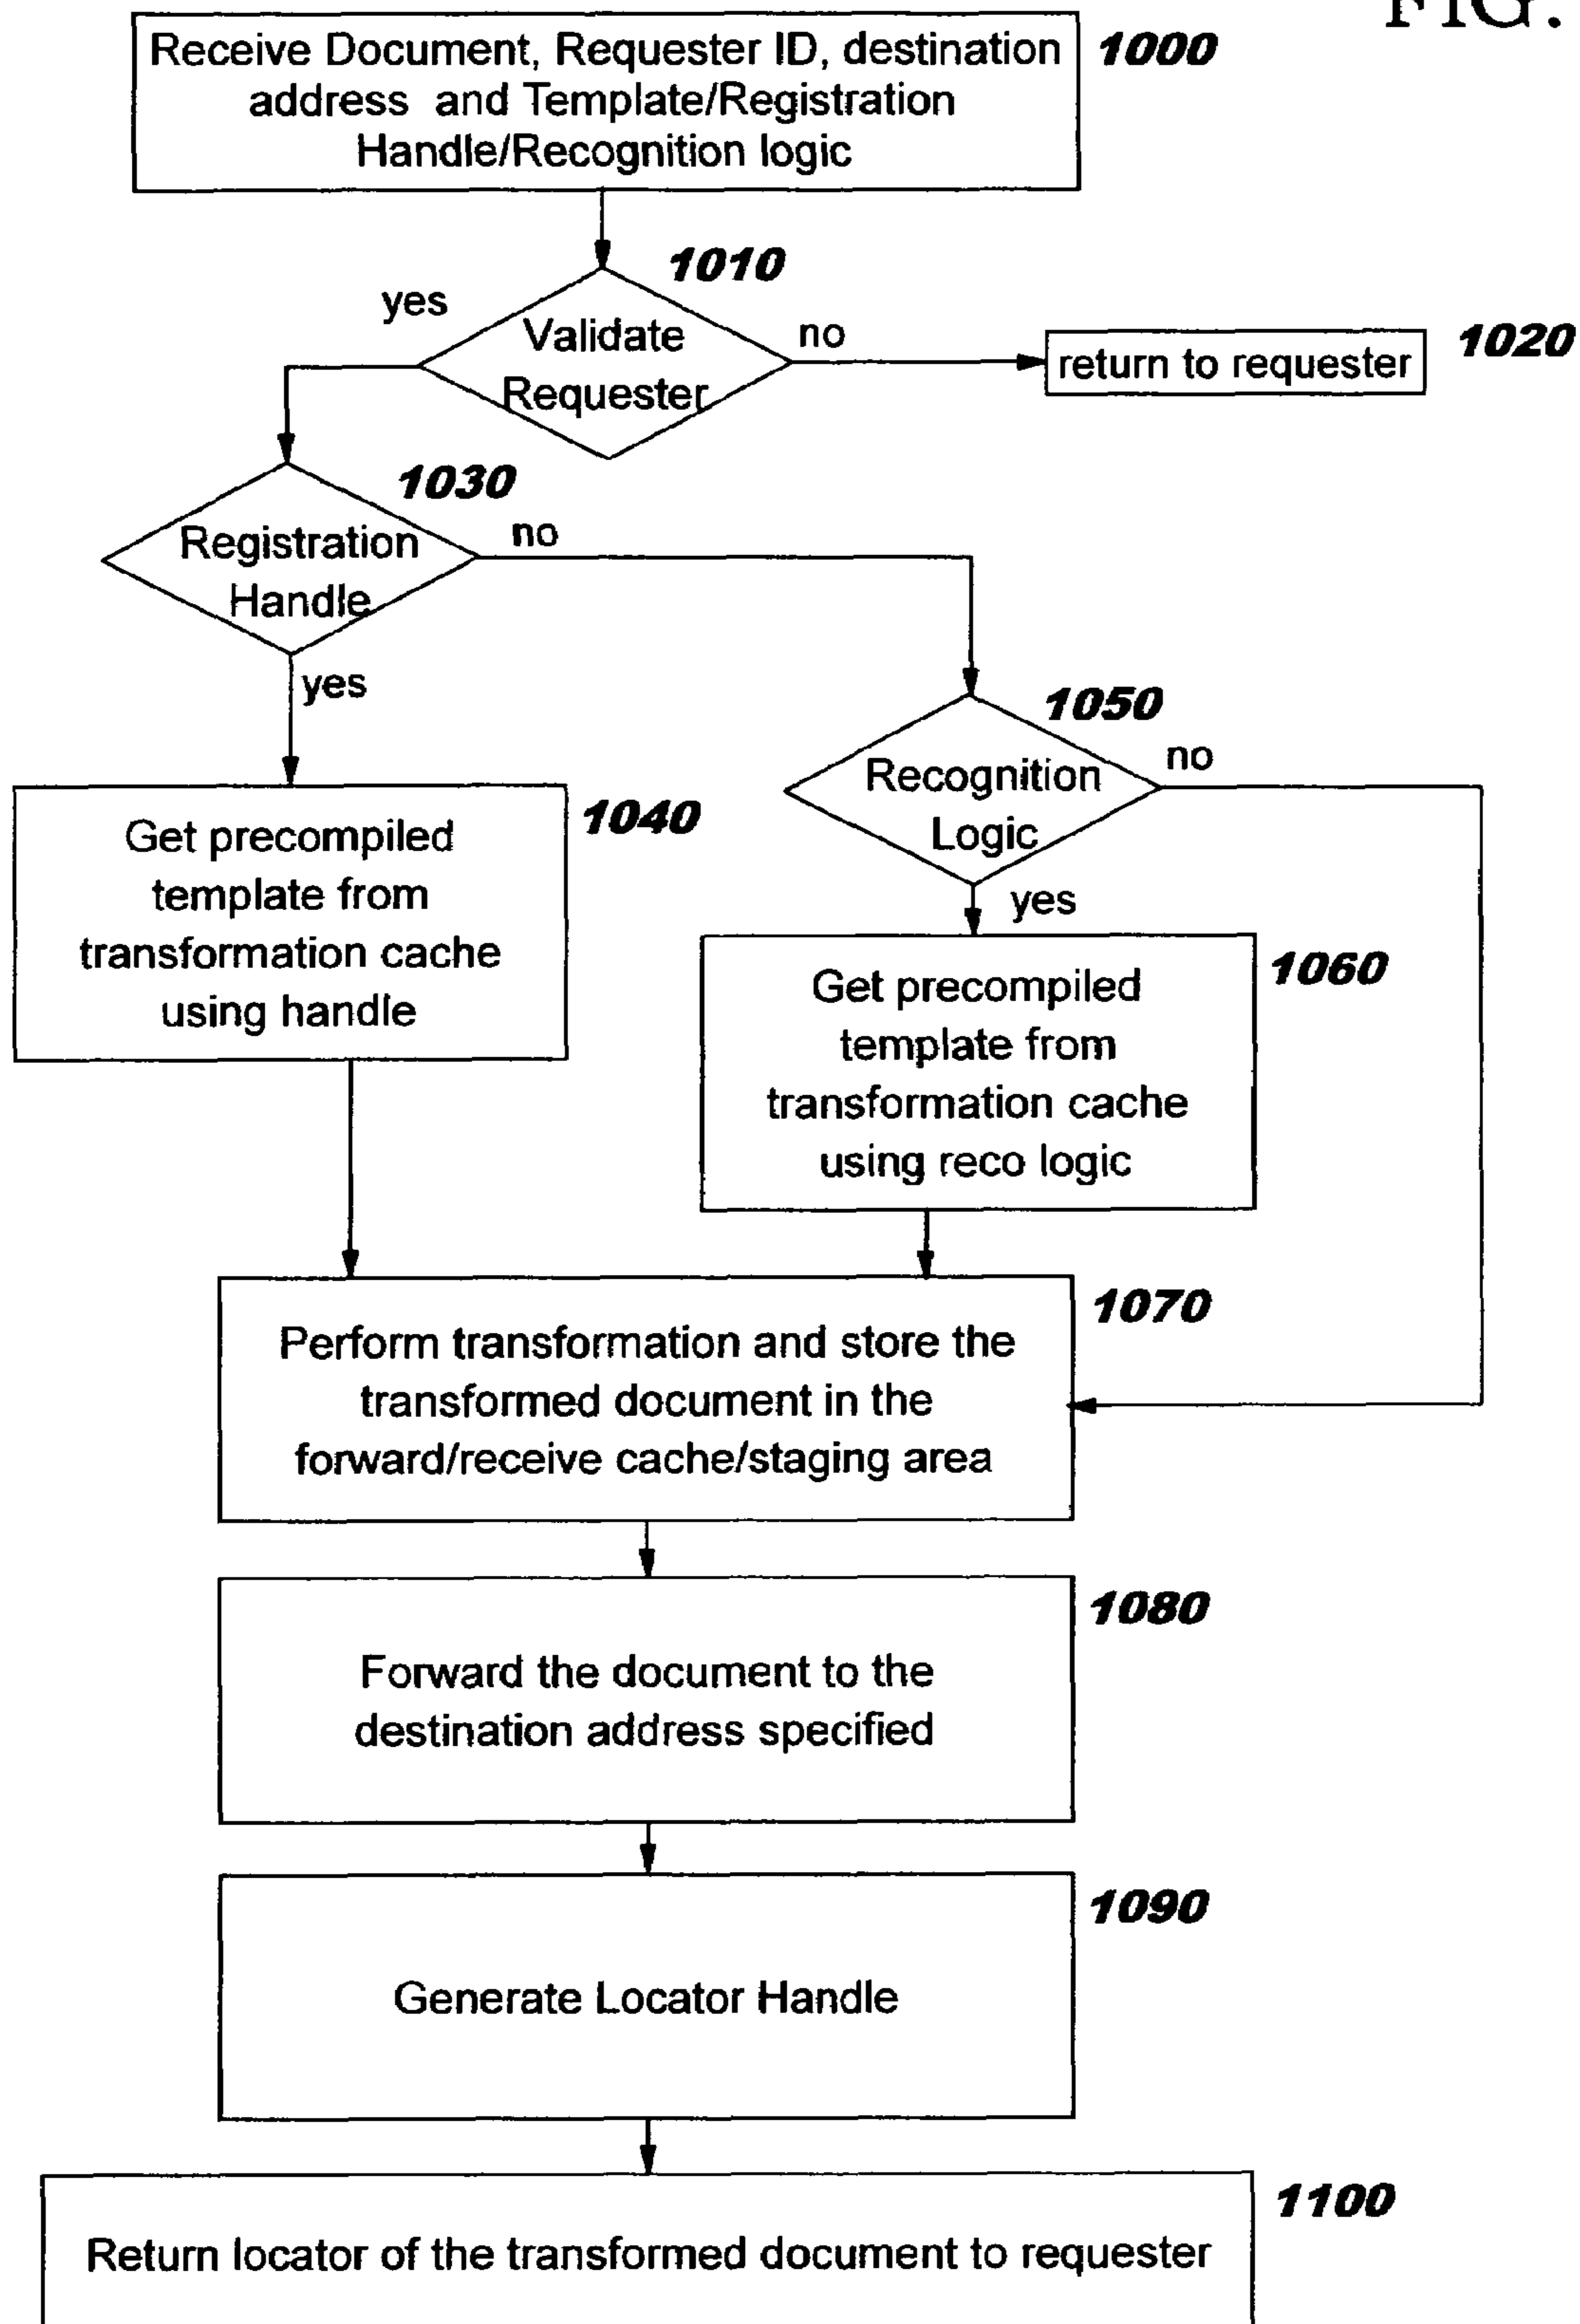 FIG.
Receive Document, Requester ID, destination
address and Template/Registration
Handle/Recognition logic
1000
1010
yes
Validate
Requester
no
return to requester
1020
1030
Registration
Handle
no
yes
1050
Recognition
Logic
no
yes
Get precompiled
template from
transformation cache
using handle
1040
Get precompiled
template from
transformation cache
using reco logic
1060
Perform transformation and store the
transformed document in the
forward/receive cache/staging area
1070
Forward the document to the
destination address specified
1080
Generate Locator Handle
1090
Return locator of the transformed document to requester
1100